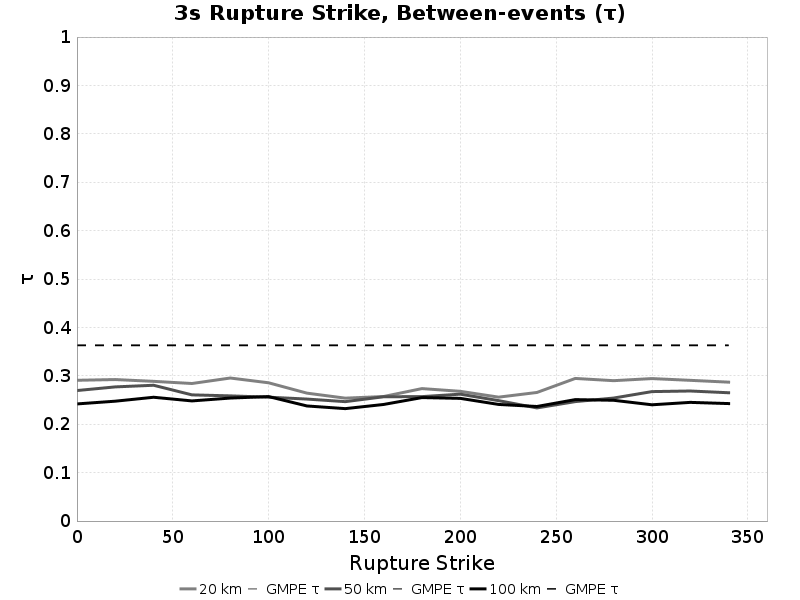 3s Rupture Strike, Between-events (τ)
1
0.9
0.8
0.7
0.6
0.5
0.4
0.3
0.2
0.1
0
τ
0 50 100 150 200 250 300 350
Rupture Strike
20 km GMPE τ 50 km GMPE τ 100 km GMPE τ